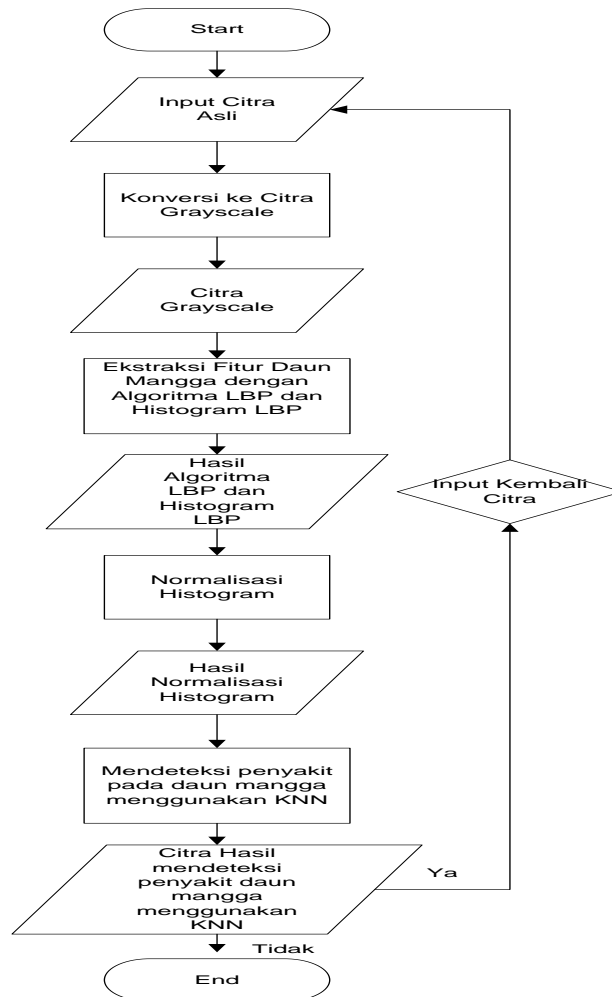 Start
Input Citra
Asli
Konversi ke Citra
Grayscale
Citra
Grayscale
Ekstraksi Fitur Daun
Mangga dengan
Algoritma LBP dan
Histogram LBP
Hasil
Algoritma
LBP dan
Histogram
LBP
Input Kembali
Citra
Normalisasi
Histogram
Hasil
Normalisasi
Histogram
Mendeteksi penyakit
pada daun mangga
menggunakan KNN
Citra Hasil
mendeteksi
penyakit daun
mangga
menggunakan
KNN
Ya
Tidak
End